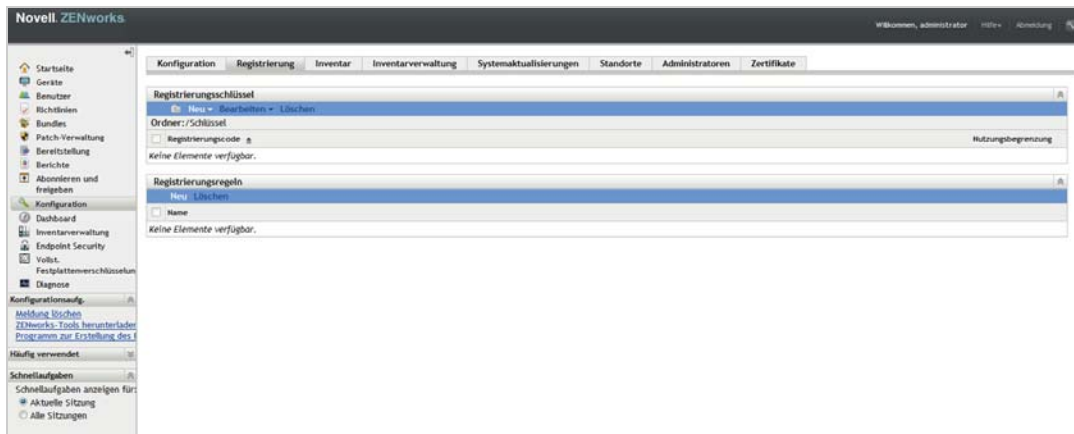 Novell. ZENworks.
Willkommen, administrator Hilfe Abmeldung
Startseite
Geräte
Benutzer
Richtlinien
Bundles
Patch-Verwaltung
Bereitstellung
Berichte
Abonnieren und
freigeben
Konfiguration
Dashboard
Inventarverwaltung
Endpoint Security
Vollst.
Festplattenverschlüsselun
Diagnose
Konfigurationsaufg.
Meldung löschen
ZENworks-Tools herunterladen
Programm zur Erstellung des
Häufig verwendet
Schnellaufgaben
Schnellaufgaben anzeigen für:
Aktuelle Sitzung
Alle Sitzungen
Konfiguration Registrierung Inventar Inventarverwaltung Systemaktualisierungen Standorte Administratoren Zertifikate
Registrierungsschlüssel
Neu Bearbeiten Löschen
Ordner:/Schlüssel
Registrierungscode Nutzungsbegrenzung
Keine Elemente verfügbar.
Registrierungsregeln
Neu Löschen
Name
Keine Elemente verfügbar.